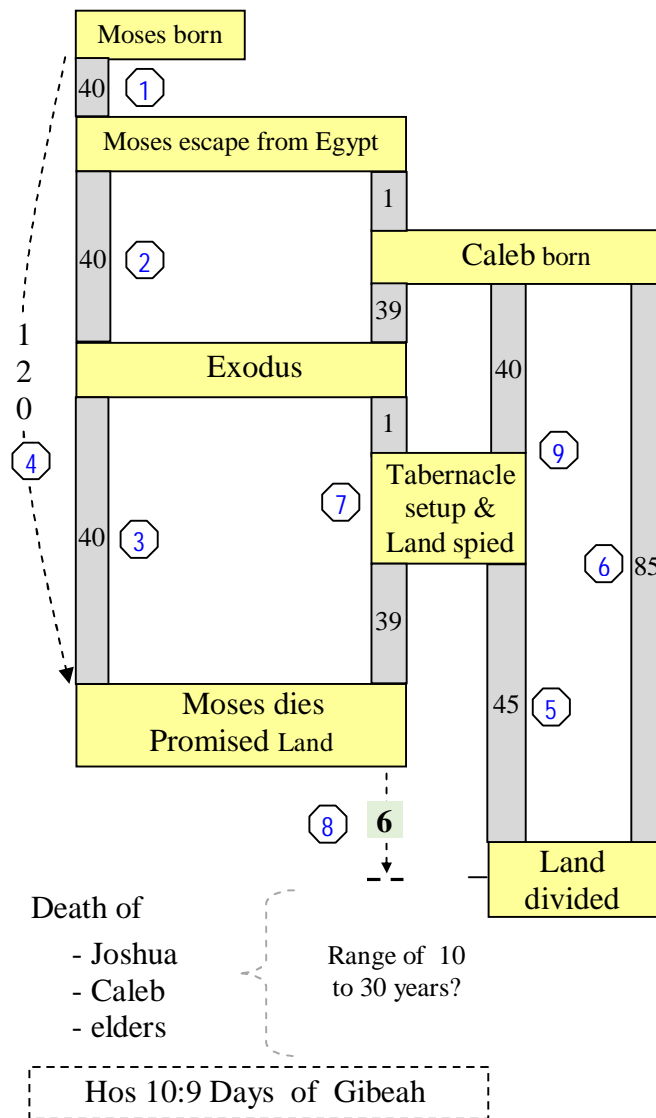 Moses born
40 1
Moses escape from Egypt
1
Caleb born
40 2
39
1
2
0
Exodus
40
1
9
4
7
Tabernacle
setup &
Land spied
40 3
6 85
39
Moses dies
Promised Land
45 5
8 6
Land
divided
Death of
- Joshua
- Caleb
- elders
Range of 10
to 30 years?
Hos 10:9 Days of Gibeah